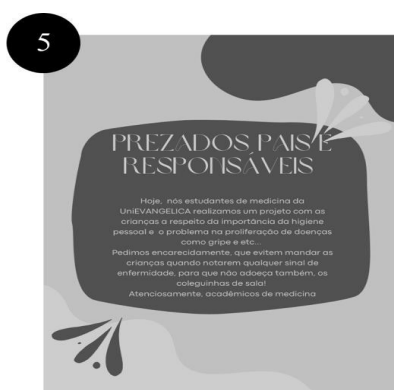 5
PREZADOS, PAIS E
RESPONSÁVEIS
Hoje, nós estudantes de medicina da
UniEVANGELICA realizamos um projeto com as
crianças a respeito da importância da higiene
pessoal e o problema na proliferação de doenças
como gripe e etc...
Pedimos encarecidamente, que evitem mandar as
crianças quando notarem qualquer sinal de
enfermidade, para que não adoeça também, os
coleguinhas de sala!
Atenciosamente, acadêmicos de medicina